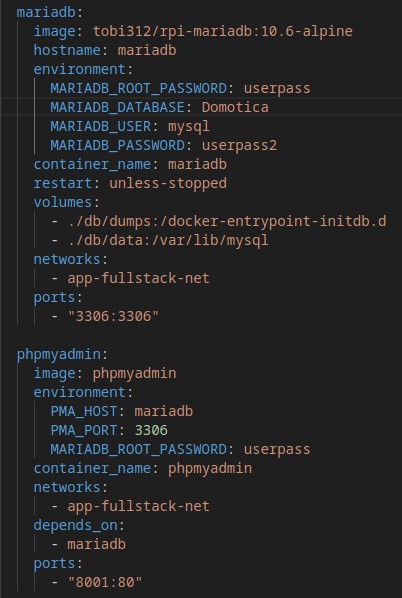 mariadb:
  image: tobi312/rpi-mariadb:10.6-alpine
  hostname: mariadb
  environment:
    MARIADB_ROOT_PASSWORD: userpass
    MARIADB_DATABASE: Domotica
    MARIADB_USER: mysql
    MARIADB_PASSWORD: userpass2
  container_name: mariadb
  restart: unless-stopped
  volumes:
    - ./db/dumps:/docker-entrypoint-initdb.d
    - ./db/data:/var/lib/mysql
  networks:
    - app-fullstack-net
  ports:
    - "3306:3306"

phpmyadmin:
  image: phpmyadmin
  environment:
    PMA_HOST: mariadb
    PMA_PORT: 3306
    MARIADB_ROOT_PASSWORD: userpass
  container_name: phpmyadmin
  networks:
    - app-fullstack-net
  depends_on:
    - mariadb
  ports:
    - "8001:80"